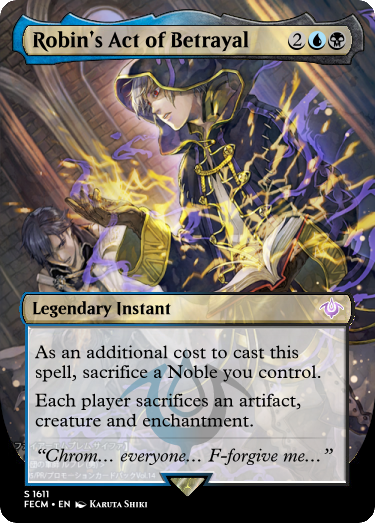 Robin's Act of Betrayal 2
Legendary Instant
As an additional cost to cast this
spell, sacrifice a Noble you control.
Each player sacrifices an artifact,
creature and enchantment.
“Chrom... everyone... F-forgive me...”
S 1611
FECM • EN Karuta Shiki